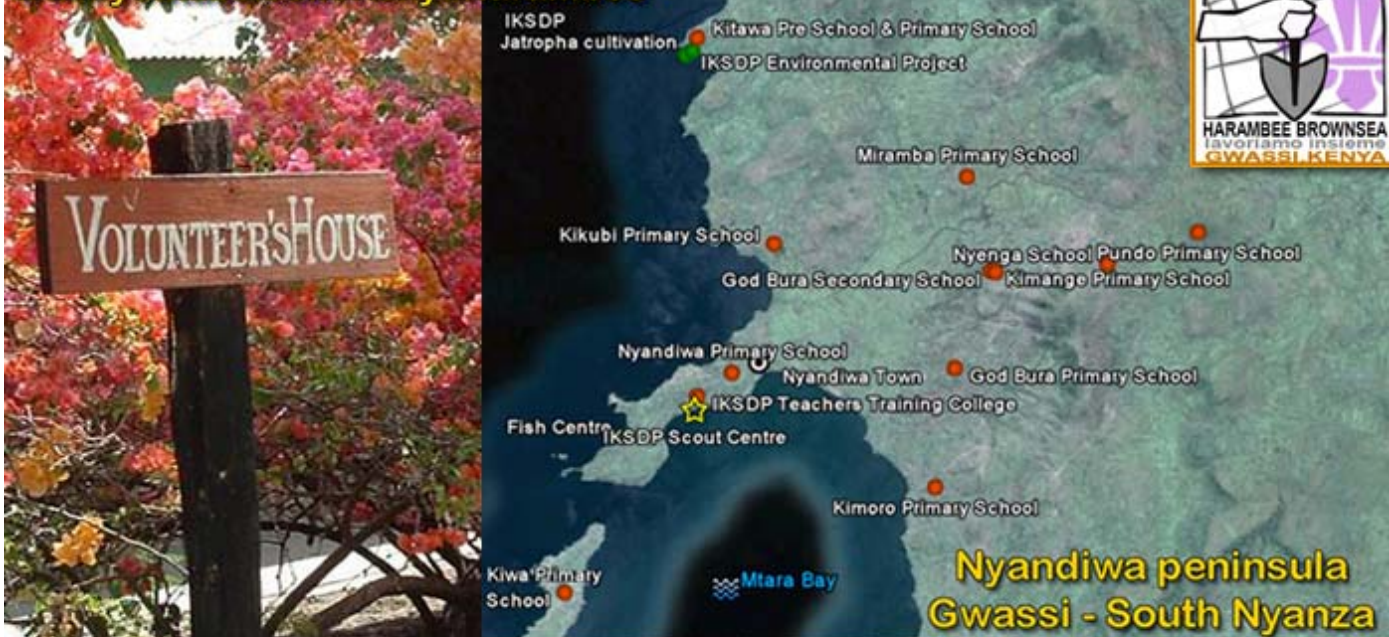 VOLUNTEER'SHOUSE
IKSDP
Jatropha cultivation
Kitawa Pre School & Primary School
IKSDP Environmental Project
HARAMBEE BROWNSEA
lavoriamo insieme
GWASSI KENYA
Miramba Primary School
Kikubi Primary School
Nyenga School
Pundo Primary School
God Bura Secondary School
Kimange Primary School
Nyandiwa Primary School
Nyandiwa Town
God Bura Primary School
IKSDP Teachers Training College
Fish Centre
IKSDP Scout Centre
Kimoro Primary School
Kiwa Primary
School
Mtara Bay
Nyandiwa peninsula
Gwassi - South Nyanza